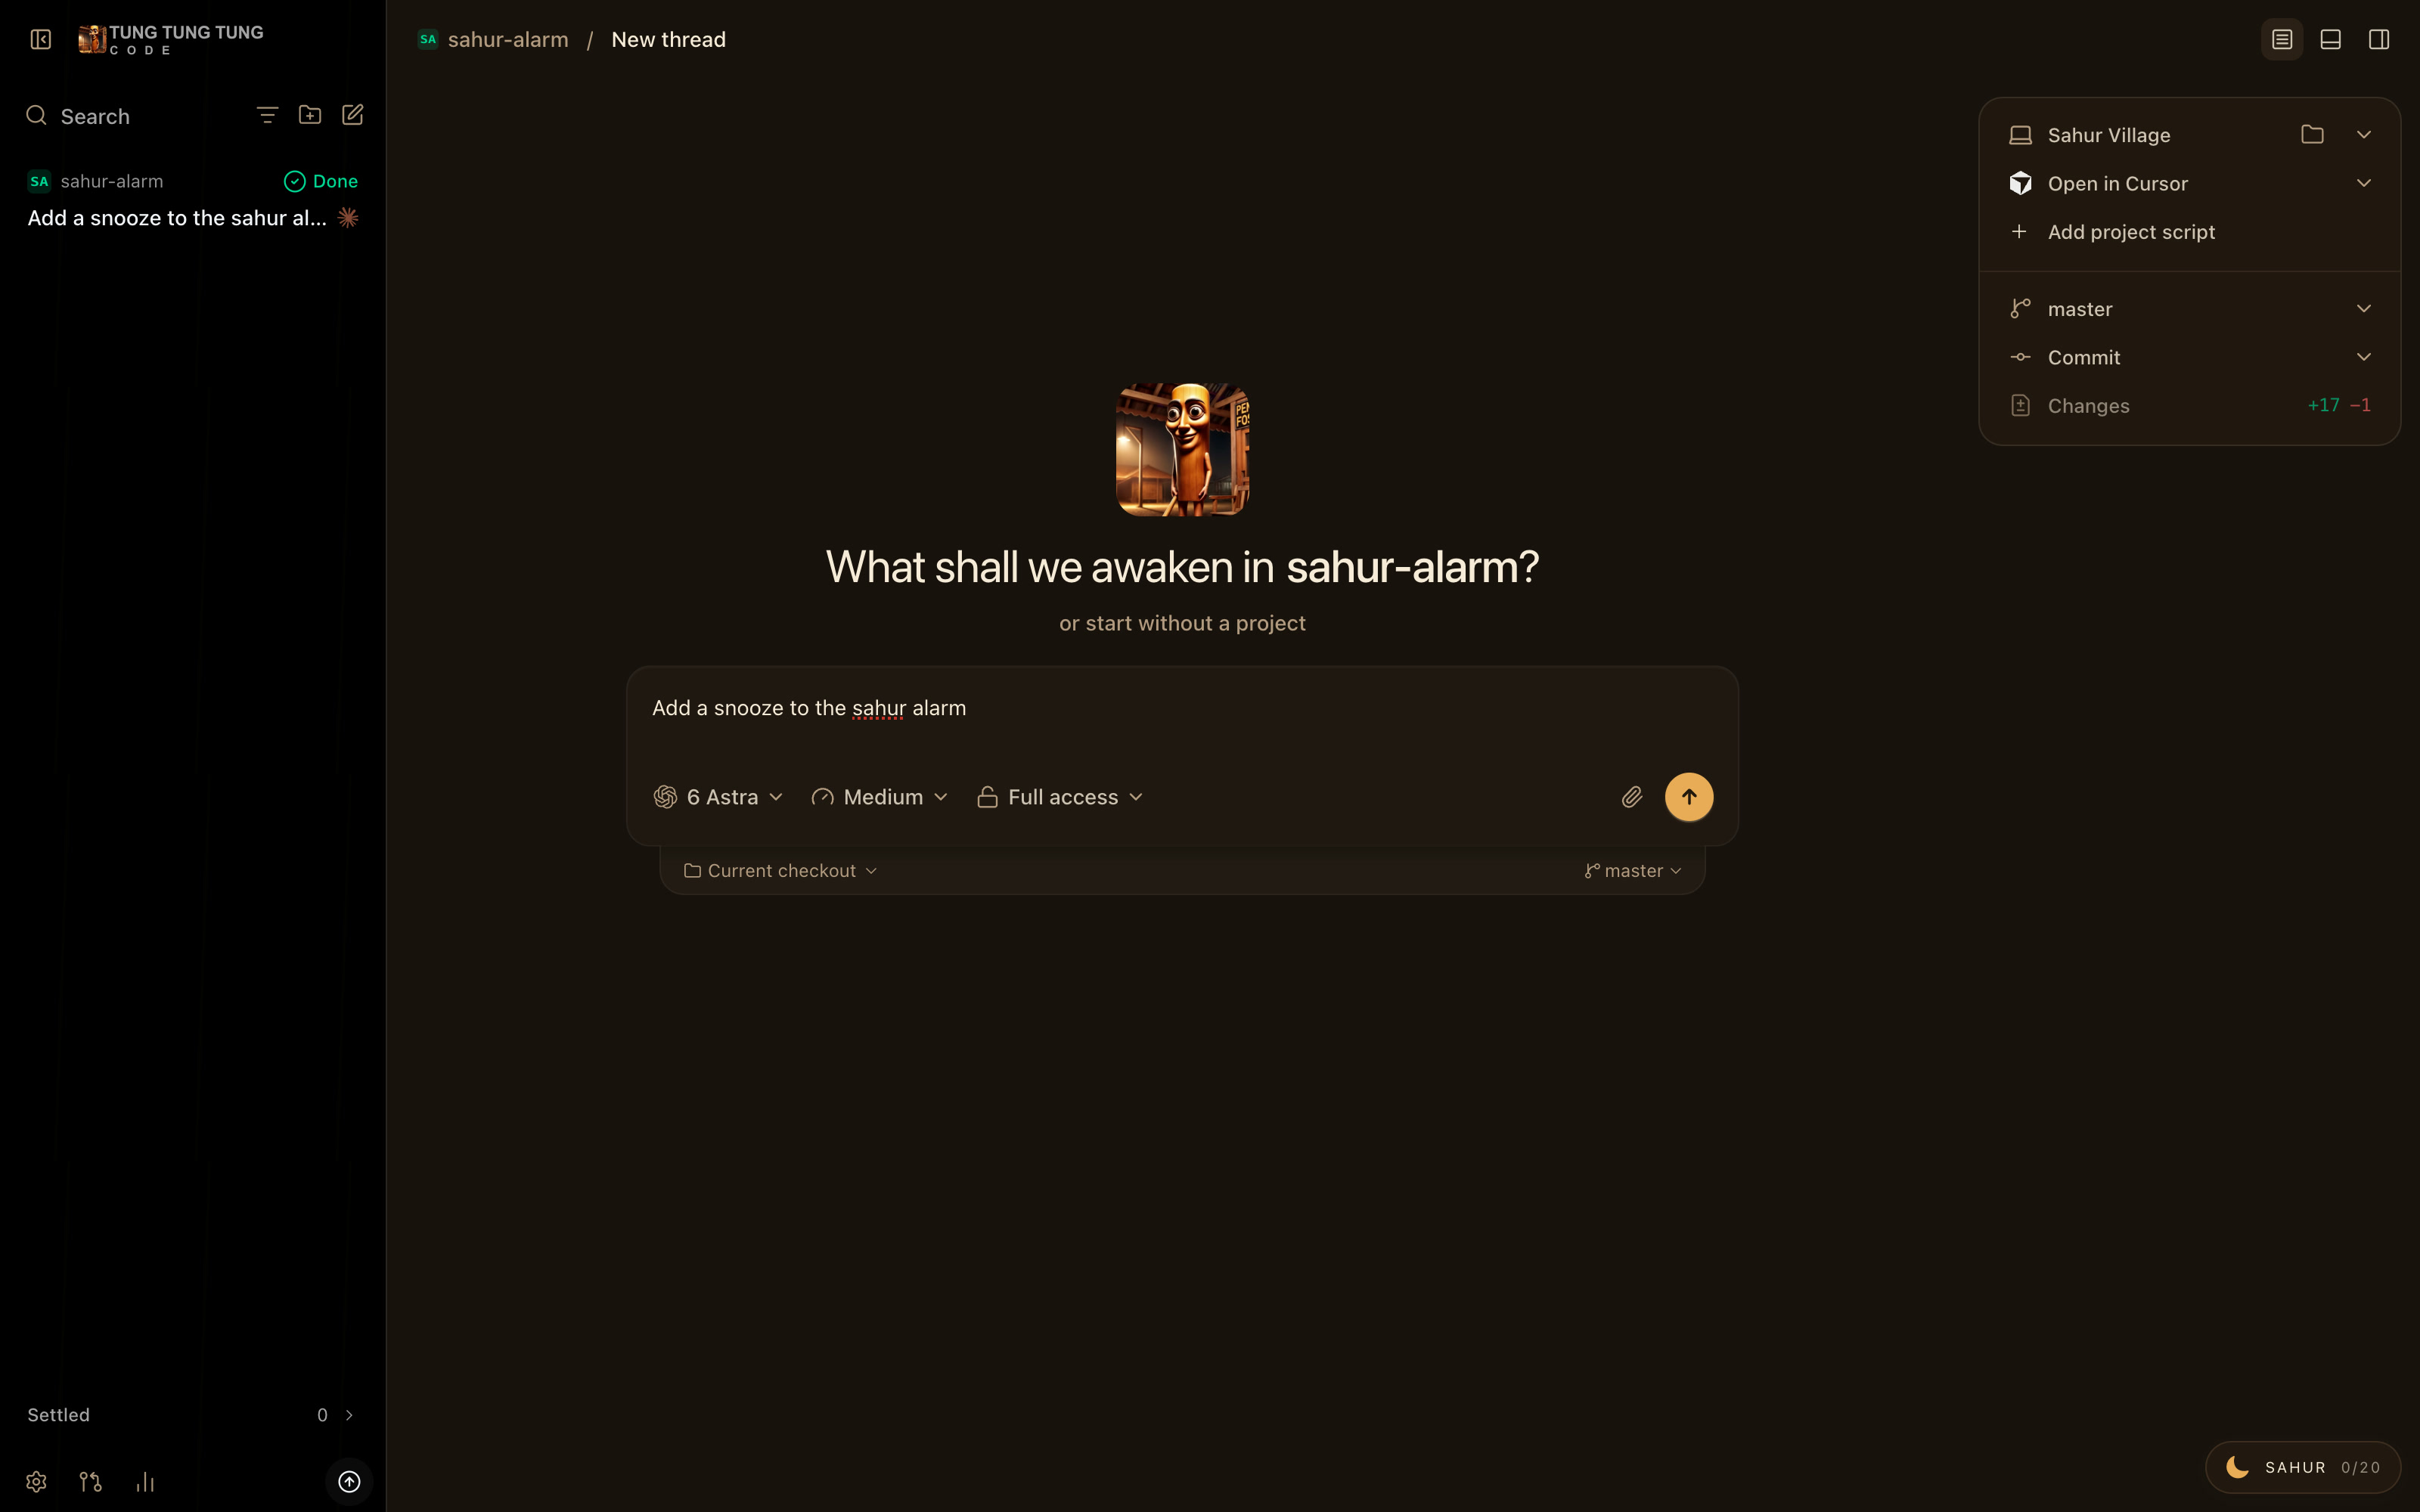 TUNG TUNG TUNG
CODE
SA sahur-alarm / New thread
Search
SA sahur-alarm Done
Add a snooze to the sahur al...
Sahur Village
Open in Cursor
Add project script
master
Commit
Changes +17 −1
What shall we awaken in sahur-alarm?
or start without a project
Add a snooze to the sahur alarm
6 Astra Medium Full access
Current checkout master
Settled 0
SAHUR 0/20